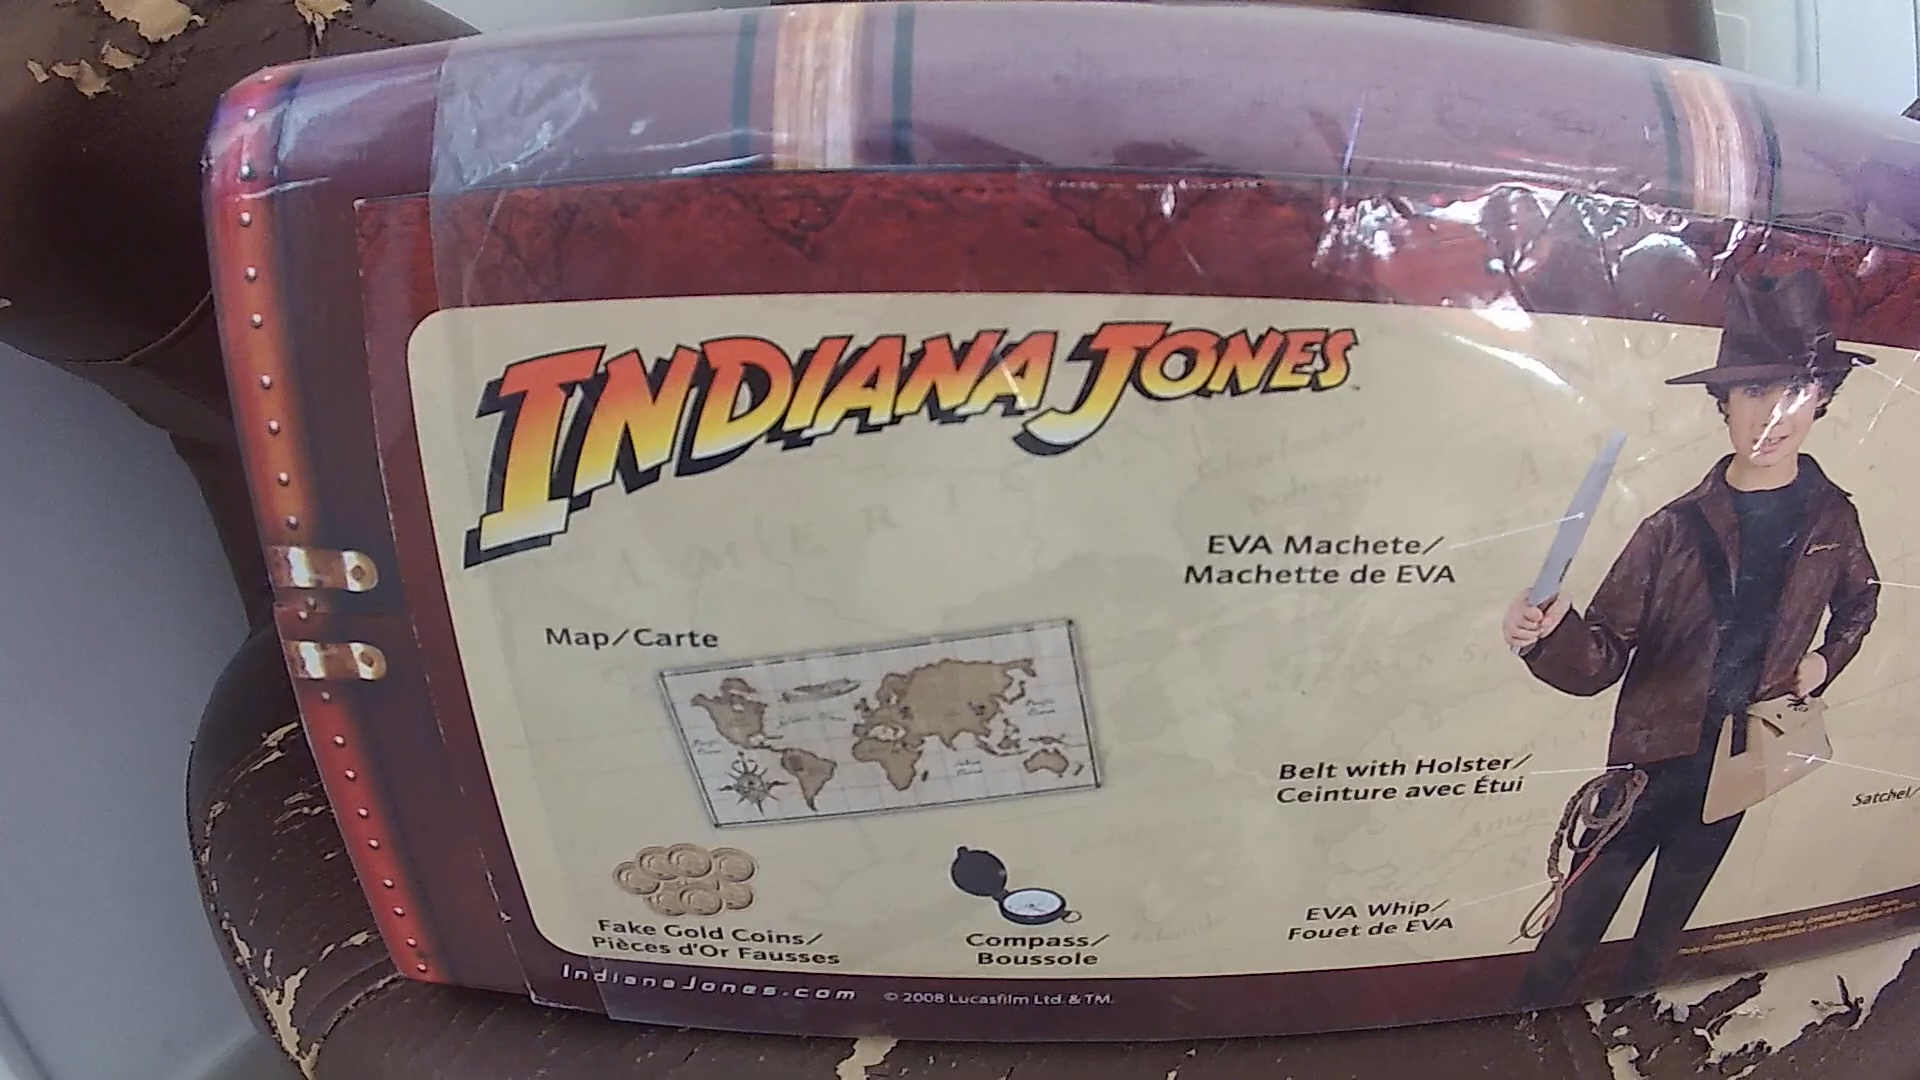 INDIANA JONES
EVA Machete/
Machette de EVA
Map/Carte
Belt with Holster/
Ceinture avec Étui
Satchel/
EVA Whip/
Fouet de EVA
Fake Gold Coins/
Pièces d'Or Fausses
Compass/
Boussole
IndianaJones.com © 2008 Lucasfilm Ltd. & TM.